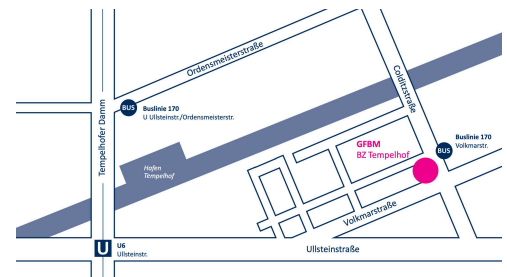 Ordensmeisterstraße
Colditzstraße
Tempelhofer Damm
BUS
Buslinie 170
U Ullsteinstr./Ordensmeisterstr.
Hafen
Tempelhof
GFBM
BZ Tempelhof
BUS
Buslinie 170
Volkmarstr.
Volkmarstraße
U
U6
Ullsteinstr.
Ullsteinstraße